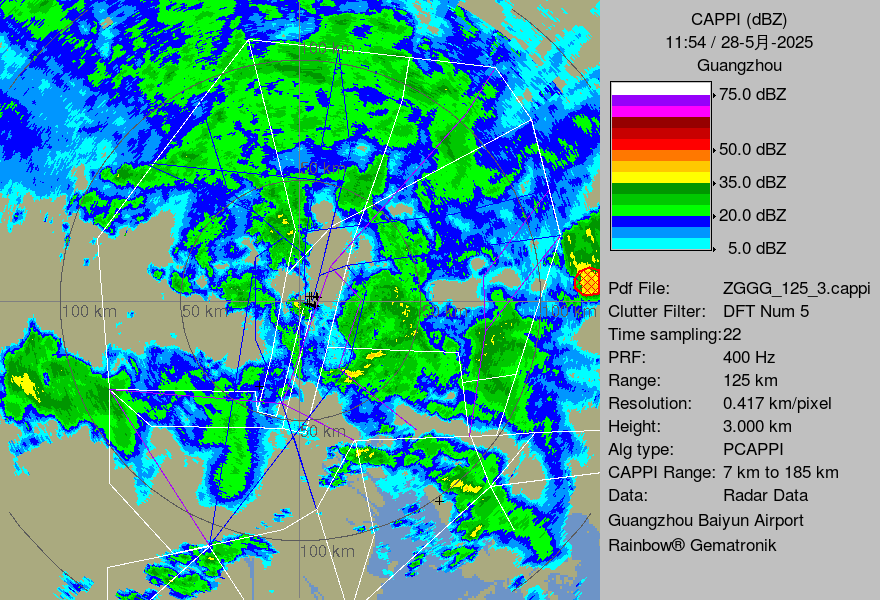 CAPPI (dBZ)
11:54 / 28-5月-2025
Guangzhou
75.0 dBZ
50.0 dBZ
35.0 dBZ
20.0 dBZ
5.0 dBZ
Pdf File: ZGGG_125_3.cappi
Clutter Filter: DFT Num 5
Time sampling:22
PRF: 400 Hz
Range: 125 km
Resolution: 0.417 km/pixel
Height: 3.000 km
Alg type: PCAPPI
CAPPI Range: 7 km to 185 km
Data: Radar Data
Guangzhou Baiyun Airport
Rainbow® Gematronik
100 km
50 km
100 km
50 km
50 km
100 km